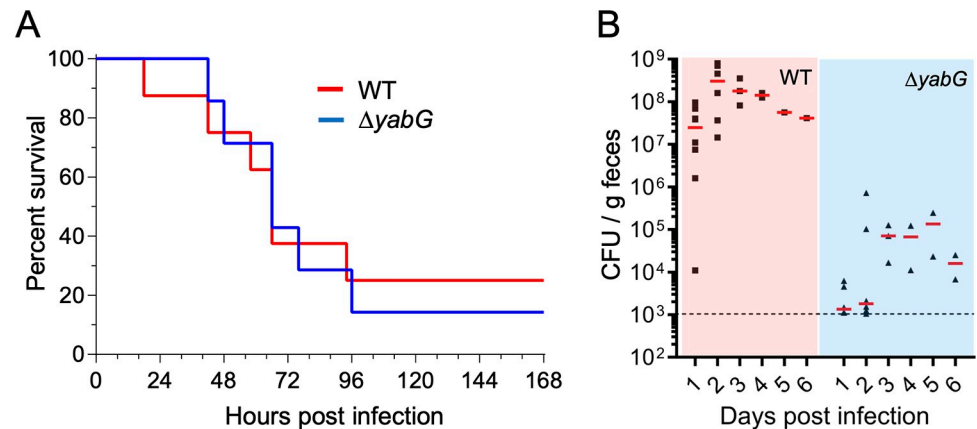 A
100
80
60
40
20
0
Percent survival
0 24 48 72 96 120 144 168
Hours post infection
WT
ΔyabG
B
10⁹
10⁸
10⁷
10⁶
10⁵
10⁴
10³
10²
CFU / g feces
WT
ΔyabG
1 2 3 4 5 6 1 2 3 4 5 6
Days post infection